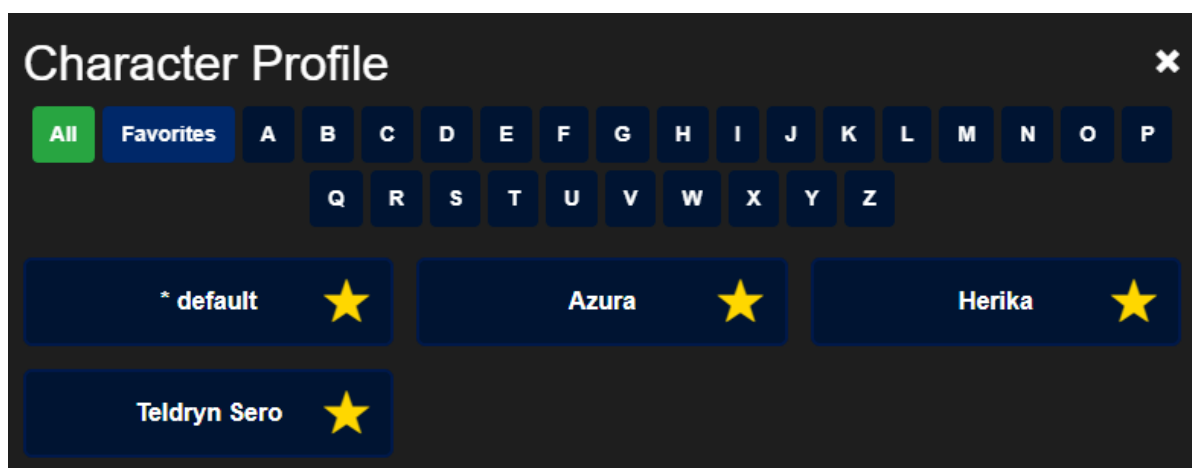 Character Profile ✖
All Favorites A B C D E F G H I J K L M N O P
Q R S T U V W X Y Z
* default Azura Herika
Teldryn Sero